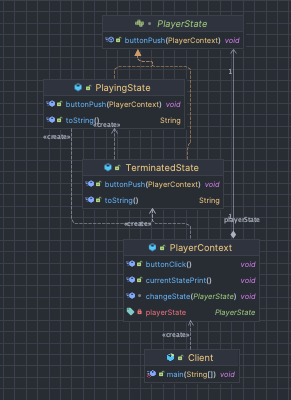 PlayerState
buttonPush(PlayerContext) void
1
PlayingState
buttonPush(PlayerContext) void
toString() String
«create»
«create»
TerminatedState
buttonPush(PlayerContext) void
toString() String
1
playerState
«create»
PlayerContext
buttonClick() void
currentStatePrint() void
changeState(PlayerState) void
playerState PlayerState
«create»
Client
main(String[]) void